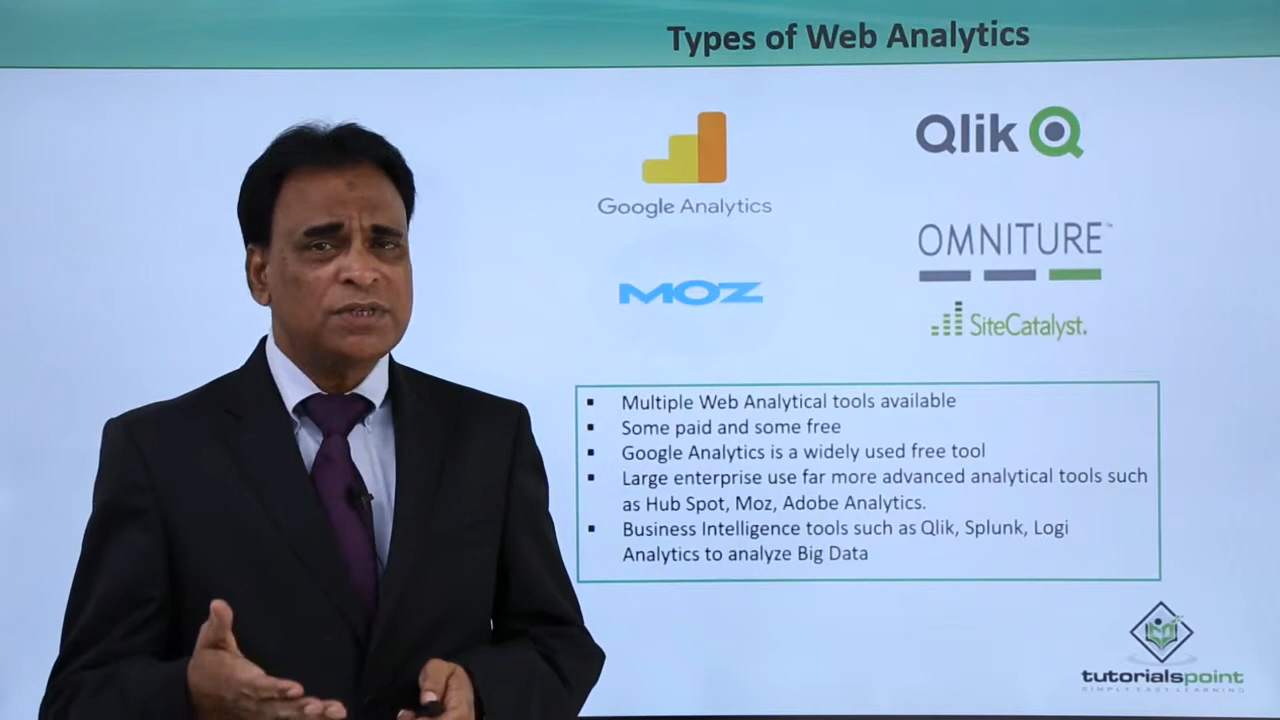 Types of Web Analytics
Google Analytics
Qlik
MOZ
OMNITURE™
SiteCatalyst.
▪ Multiple Web Analytical tools available
▪ Some paid and some free
▪ Google Analytics is a widely used free tool
▪ Large enterprise use far more advanced analytical tools such
as Hub Spot, Moz, Adobe Analytics.
▪ Business Intelligence tools such as Qlik, Splunk, Logi
Analytics to analyze Big Data
tutorialspoint
SIMPLY EASY LEARNING